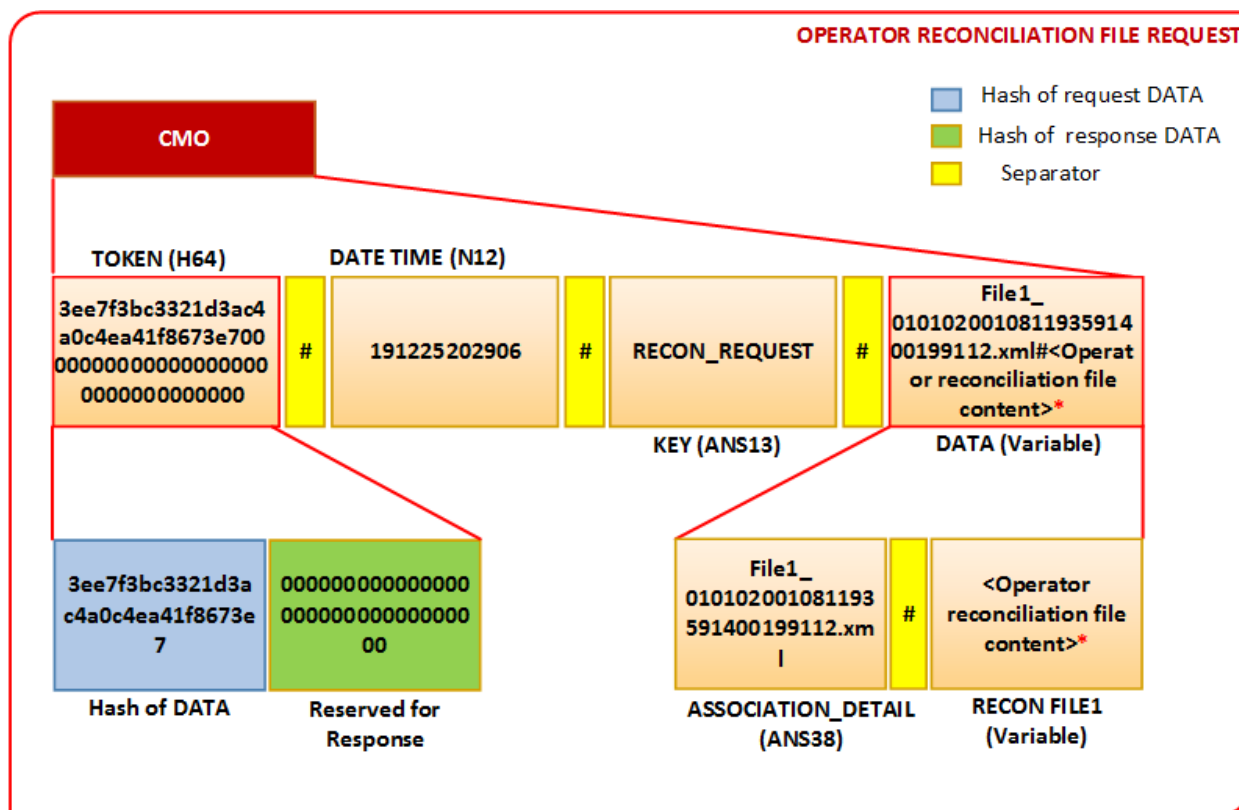 OPERATOR RECONCILIATION FILE REQUEST
Hash of request DATA
Hash of response DATA
Separator
CMO
TOKEN (H64)
DATE TIME (N12)
3ee7f3bc3321d3ac4
a0c4ea41f8673e700
00000000000000000
0000000000000
#
191225202906
#
RECON_REQUEST
#
File1_
0101020010811935914
00199112.xml#<Operat
or reconciliation file
content>*
KEY (ANS13)
DATA (Variable)
3ee7f3bc3321d3a
c4a0c4ea41f8673e
7
000000000000000
000000000000000
00
File1_
010102001081193
591400199112.xm
l
#
<Operator
reconciliation file
content>*
Hash of DATA
Reserved for
Response
ASSOCIATION_DETAIL
(ANS38)
RECON FILE1
(Variable)